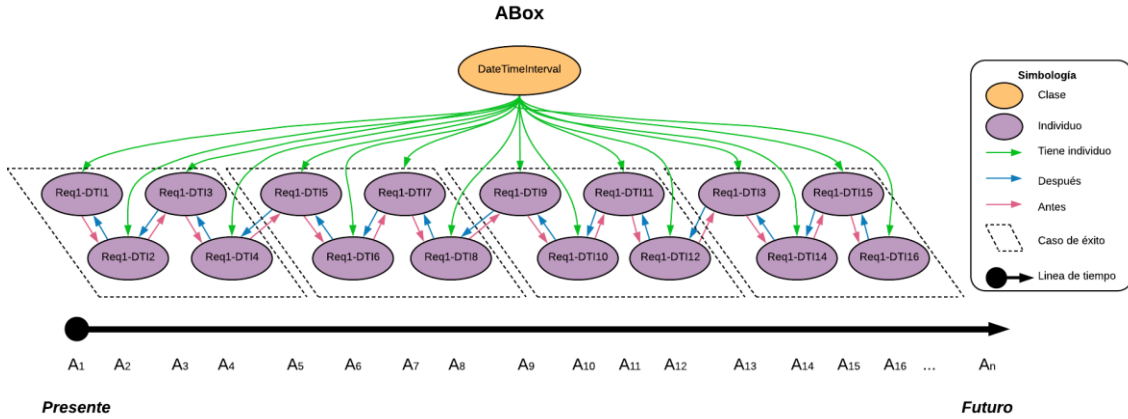 ABox
DateTimeInterval
Simbología
Clase
Individuo
Tiene individuo
Después
Antes
Caso de éxito
Linea de tiempo
Req1-DTI1 Req1-DTI3 Req1-DTI5 Req1-DTI7 Req1-DTI9 Req1-DTI11 Req1-DTI3 Req1-DTI15
Req1-DTI2 Req1-DTI4 Req1-DTI6 Req1-DTI8 Req1-DTI10 Req1-DTI12 Req1-DTI14 Req1-DTI16
A1 A2 A3 A4 A5 A6 A7 A8 A9 A10 A11 A12 A13 A14 A15 A16 ... An
Presente Futuro